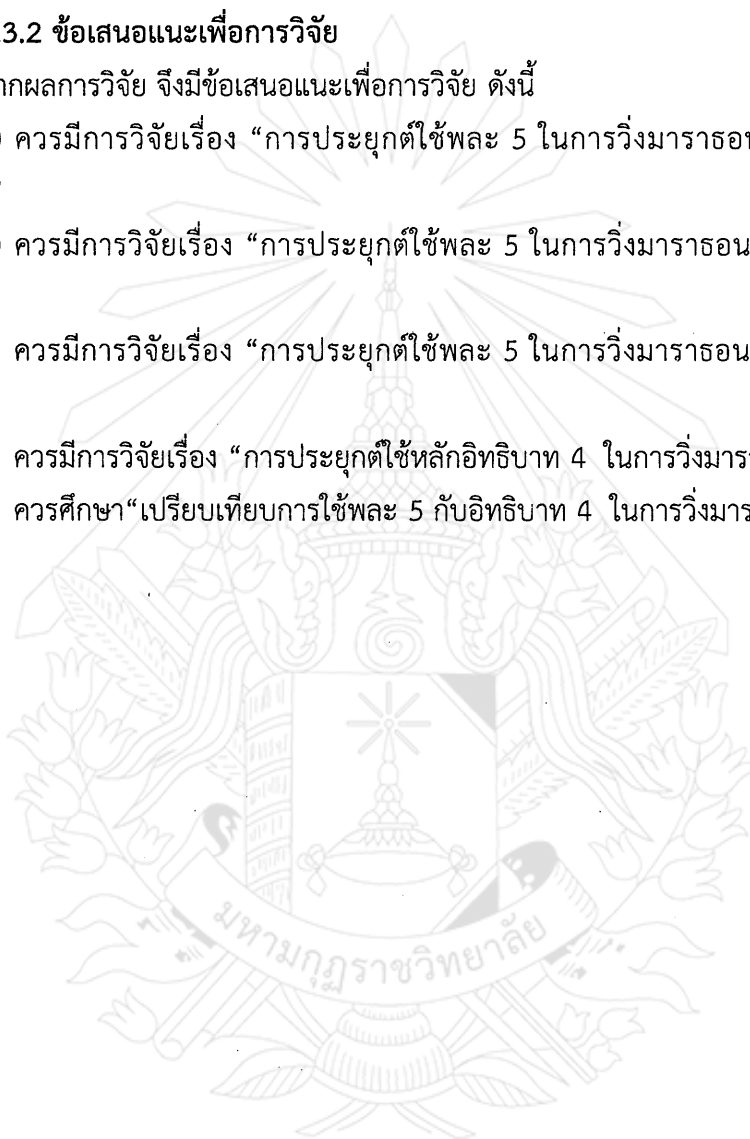 .3.2 ข้อเสนอแนะเพื่อการวิจัย
ากผลการวิจัย จึงมีข้อเสนอแนะเพื่อการวิจัย ดังนี้
ควรมีการวิจัยเรื่อง “การประยุกต์ใช้พละ 5 ในการวิ่งมาราธอน
ควรมีการวิจัยเรื่อง “การประยุกต์ใช้พละ 5 ในการวิ่งมาราธอน
ควรมีการวิจัยเรื่อง “การประยุกต์ใช้พละ 5 ในการวิ่งมาราธอน
ควรมีการวิจัยเรื่อง “การประยุกต์ใช้หลักอิทธิบาท 4 ในการวิ่งมารา
ควรศึกษา“เปรียบเทียบการใช้พละ 5 กับอิทธิบาท 4 ในการวิ่งมาร
มหามกุฏราชวิทยาลัย